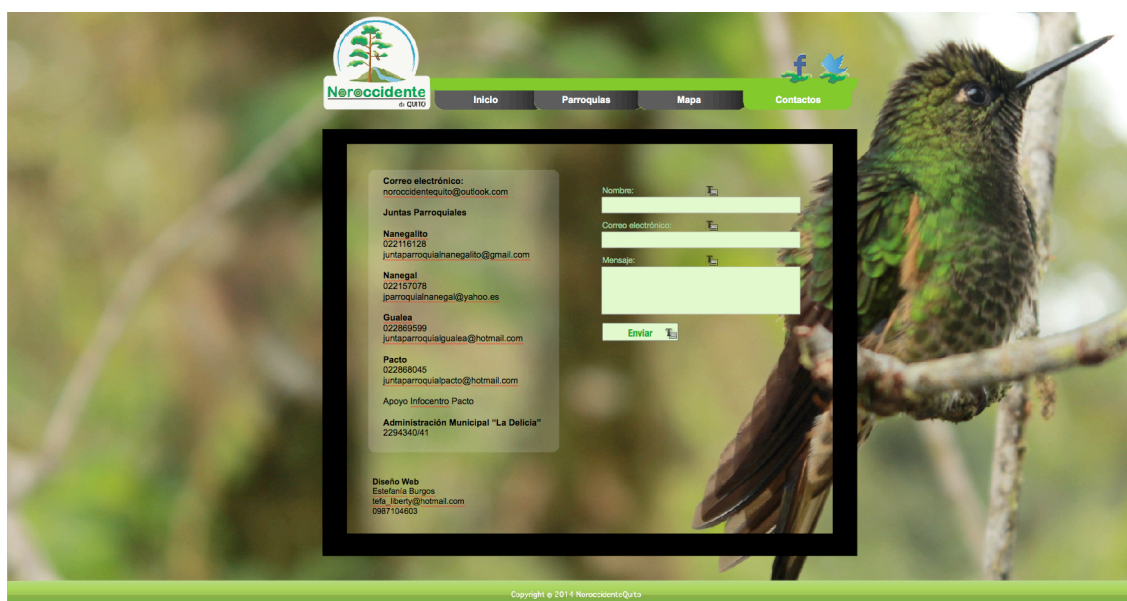 Noroccidente
de QUITO
Inicio
Parroquias
Mapa
Contactos
Correo electrónico:
noroccidentequito@outlook.com
Juntas Parroquiales
Nanegalito
022116128
juntaparroquialnanegalito@gmail.com
Nanegal
022157078
jparroquialnanegal@yahoo.es
Gualea
022869599
juntaparroquialgualea@hotmail.com
Pacto
022868045
juntaparroquialpacto@hotmail.com
Apoyo Infocentro Pacto
Administración Municipal "La Delicia"
2294340/41
Diseño Web
Estefanía Burgos
tefa_liberty@hotmail.com
0987104603
Nombre:
Correo electrónico:
Mensaje:
Enviar
Copyright © 2014 NoroccidenteQuito